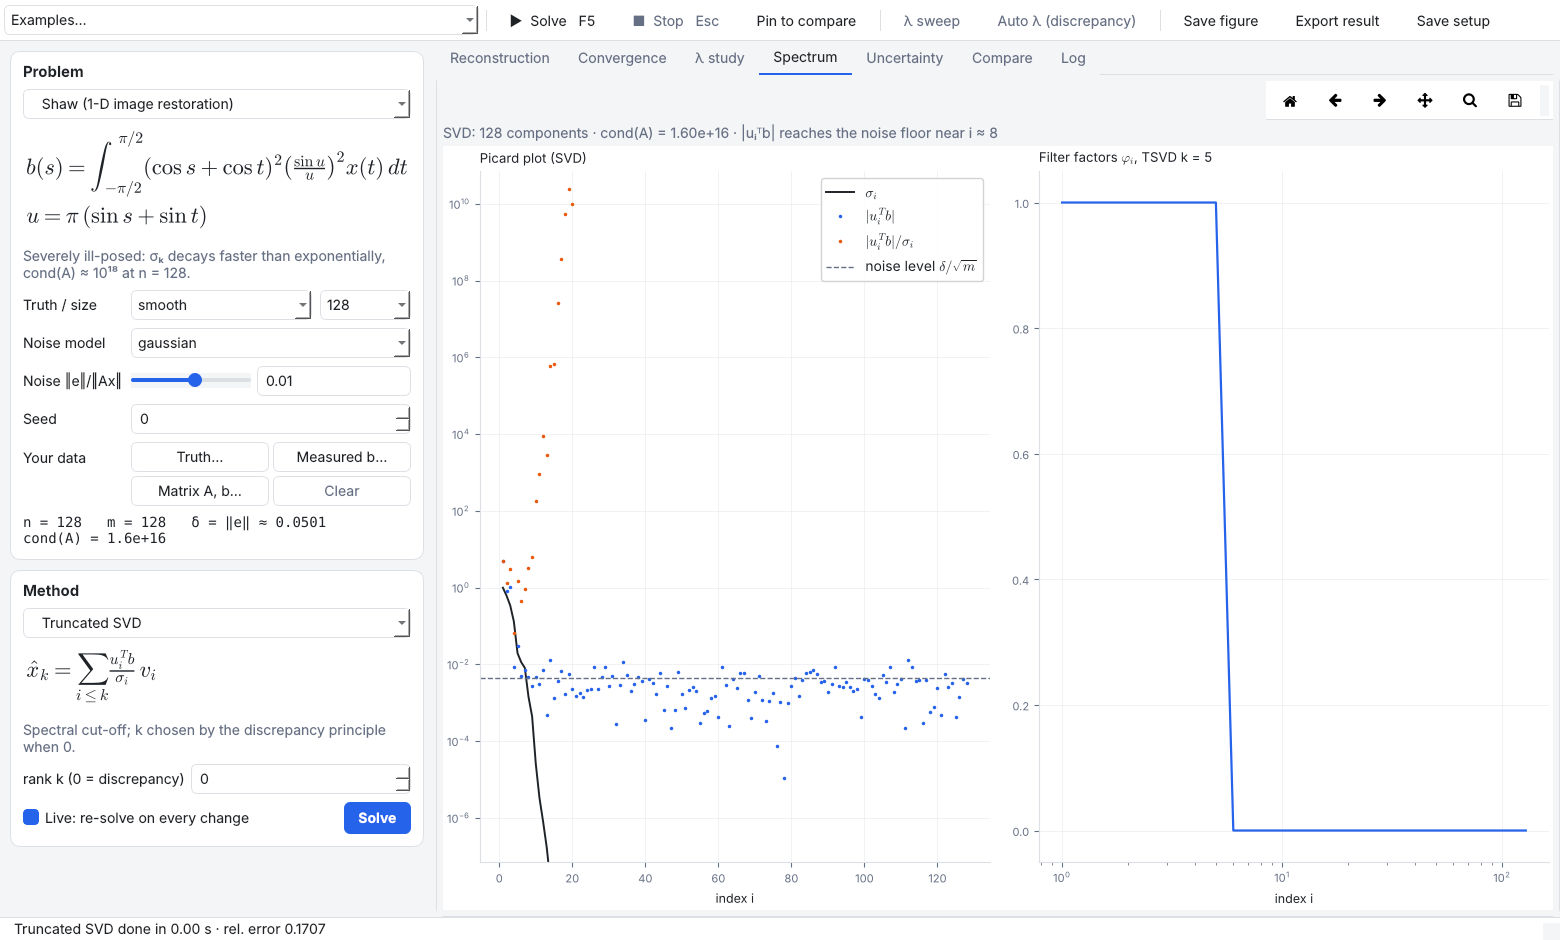 Examples...
Solve F5
Stop Esc
Pin to compare
λ sweep
Auto λ (discrepancy)
Save figure
Export result
Save setup
Problem
Shaw (1-D image restoration)
b(s) = ∫_{−π/2}^{π/2} (cos s + cos t)² (sin u / u)² x(t) dt
u = π (sin s + sin t)
Severely ill-posed: σₖ decays faster than exponentially,
cond(A) ≈ 10¹⁸ at n = 128.
Truth / size
smooth
128
Noise model
gaussian
Noise ‖e‖/‖Ax‖
0.01
Seed
0
Your data
Truth...
Measured b...
Matrix A, b...
Clear
n = 128 m = 128 δ = ‖e‖ ≈ 0.0501
cond(A) = 1.6e+16
Method
Truncated SVD
x̂ₖ = ∑_{i ≤ k} (uᵢᵀb / σᵢ) vᵢ
Spectral cut-off; k chosen by the discrepancy principle
when 0.
rank k (0 = discrepancy)
0
Live: re-solve on every change
Solve
Reconstruction
Convergence
λ study
Spectrum
Uncertainty
Compare
Log
SVD: 128 components · cond(A) = 1.60e+16 · |uᵢᵀb| reaches the noise floor near i ≈ 8
Picard plot (SVD)
σᵢ
|uᵢᵀb|
|uᵢᵀb|/σᵢ
noise level δ/√m
10¹⁰
10⁸
10⁶
10⁴
10²
10⁰
10⁻²
10⁻⁴
10⁻⁶
0 20 40 60 80 100 120
index i
Filter factors φᵢ, TSVD k = 5
1.0
0.8
0.6
0.4
0.2
0.0
10⁰ 10¹ 10²
index i
Truncated SVD done in 0.00 s · rel. error 0.1707